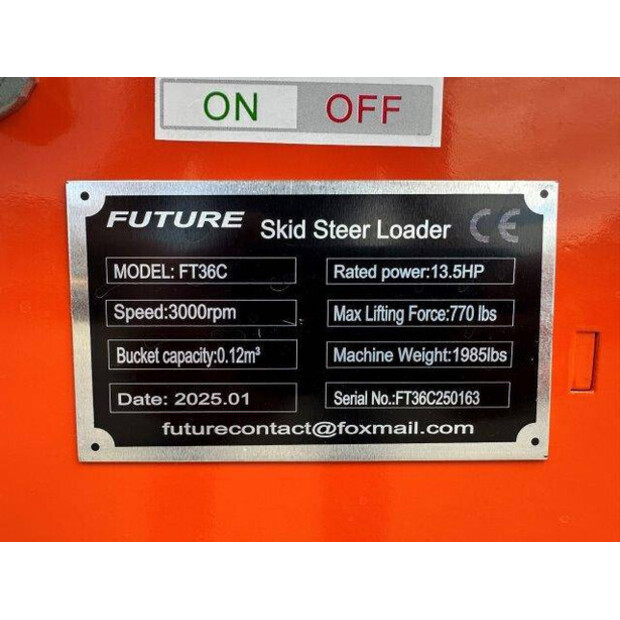 ON OFF
FUTURE Skid Steer Loader CE
MODEL: FT36C
Rated power:13.5HP
Speed:3000rpm
Max Lifting Force:770 lbs
Bucket capacity:0.12m³
Machine Weight:1985lbs
Date: 2025.01
Serial No.:FT36C250163
futurecontact@foxmail.com